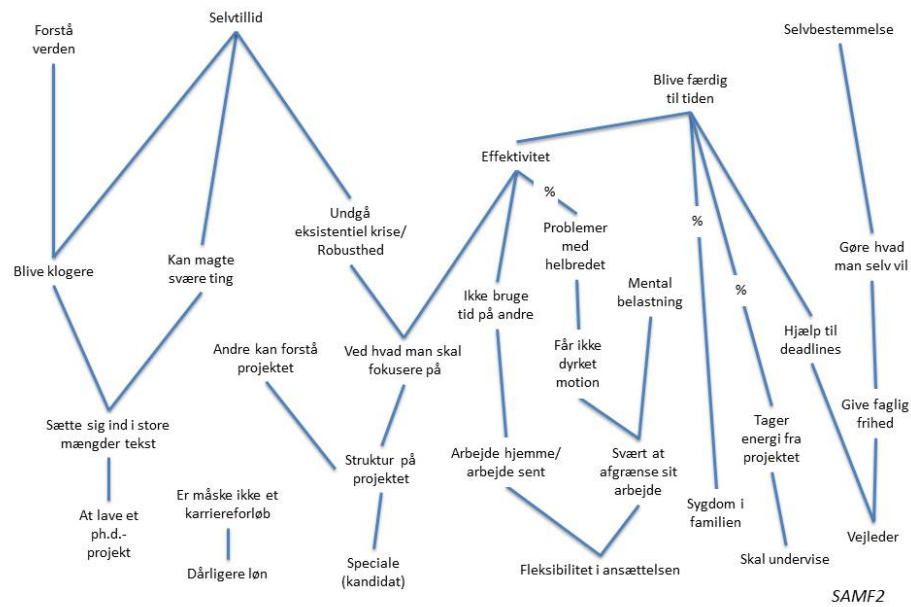 Forstå
verden
Selvtillid
Selvbestemmelse
Blive færdig
til tiden
Effektivitet
%
Undgå
eksistentiel krise/
Robusthed
Problemer
med
helbredet
%
Blive klogere
Kan magte
svære ting
Gøre hvad
man selv vil
Ikke bruge
tid på andre
Mental
belastning
%
Hjælp til
deadlines
Andre kan forstå
projektet
Ved hvad man skal
fokusere på
Får ikke
dyrket
motion
Sætte sig ind i store
mængder tekst
Give faglig
frihed
Tager
energi fra
projektet
Struktur på
projektet
Arbejde hjemme/
arbejde sent
Svært at
afgrænse sit
arbejde
Sygdom i
familien
At lave et
ph.d.-
projekt
Er måske ikke et
karriereforløb
Dårligere løn
Speciale
(kandidat)
Fleksibilitet i ansættelsen
Skal undervise
Vejleder
SAMF2